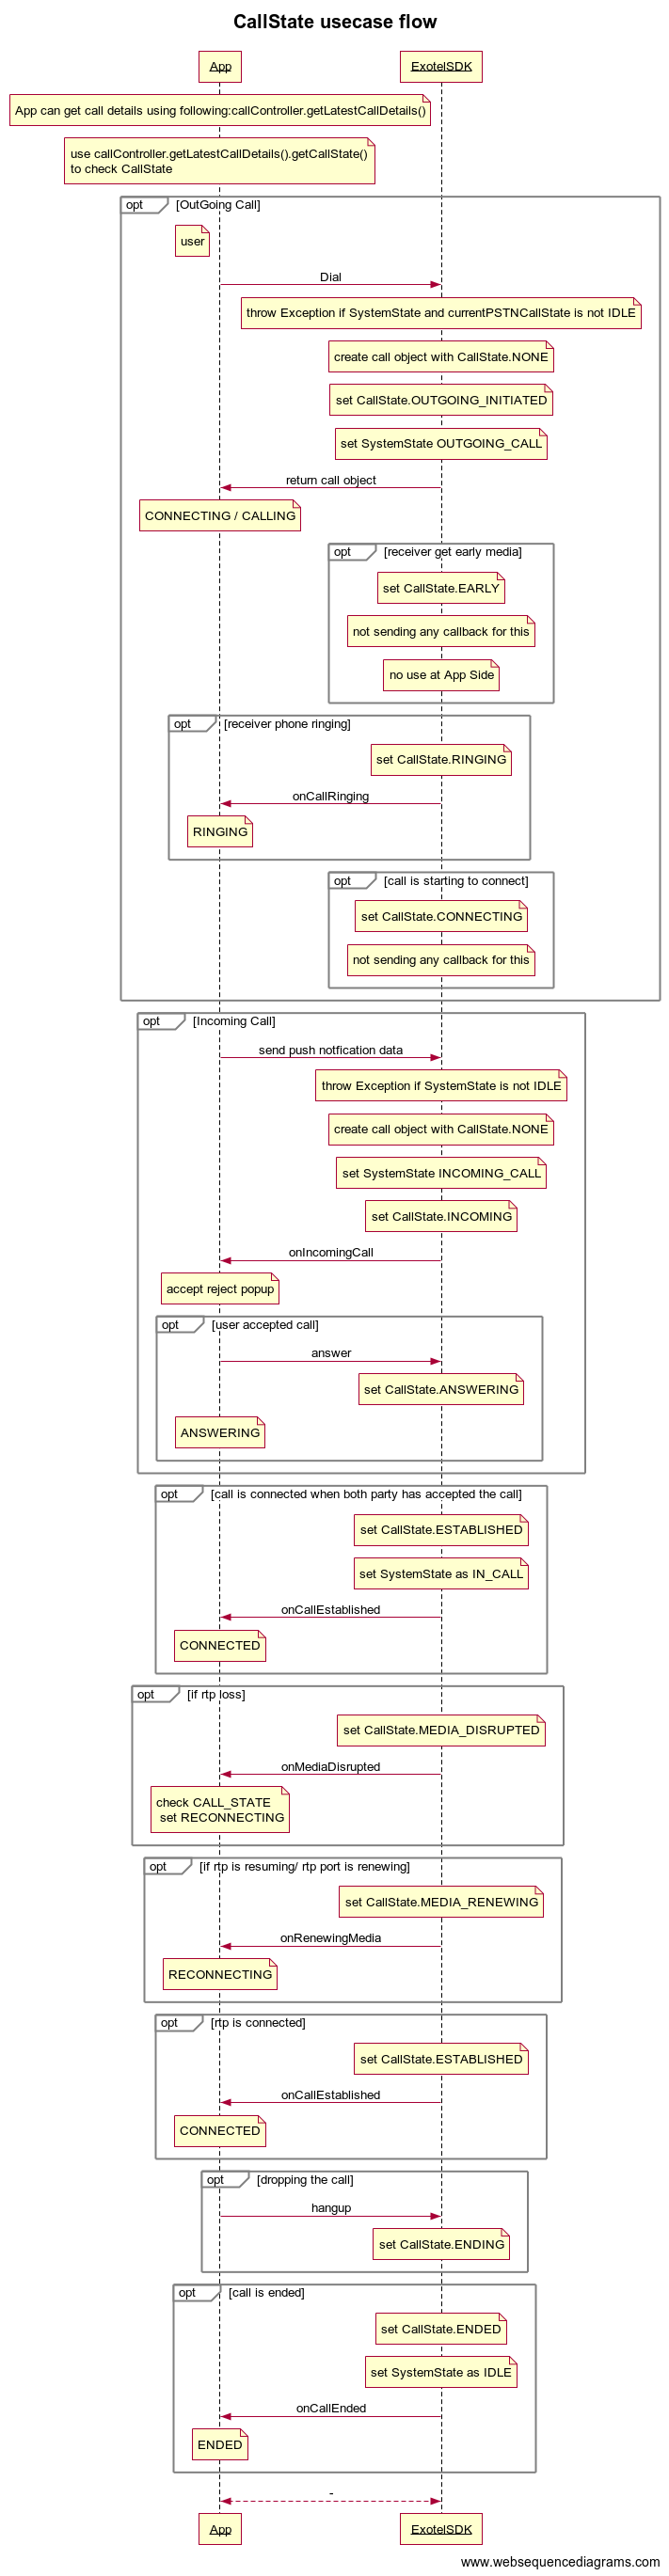 CallState usecase flow
App
ExotelSDK
App can get call details using following:callController.getLatestCallDetails()
use callController.getLatestCallDetails().getCallState()
to check CallState
opt
[OutGoing Call]
user
Dial
throw Exception if SystemState and currentPSTNCallState is not IDLE
create call object with CallState.NONE
set CallState.OUTGOING_INITIATED
set SystemState OUTGOING_CALL
return call object
CONNECTING / CALLING
opt
[receiver get early media]
set CallState.EARLY
not sending any callback for this
no use at App Side
opt
[receiver phone ringing]
set CallState.RINGING
onCallRinging
RINGING
opt
[call is starting to connect]
set CallState.CONNECTING
not sending any callback for this
opt
[Incoming Call]
send push notfication data
throw Exception if SystemState is not IDLE
create call object with CallState.NONE
set SystemState INCOMING_CALL
set CallState.INCOMING
onIncomingCall
accept reject popup
opt
[user accepted call]
answer
set CallState.ANSWERING
ANSWERING
opt
[call is connected when both party has accepted the call]
set CallState.ESTABLISHED
set SystemState as IN_CALL
onCallEstablished
CONNECTED
opt
[if rtp loss]
set CallState.MEDIA_DISRUPTED
onMediaDisrupted
check CALL_STATE
set RECONNECTING
opt
[if rtp is resuming/ rtp port is renewing]
set CallState.MEDIA_RENEWING
onRenewingMedia
RECONNECTING
opt
[rtp is connected]
set CallState.ESTABLISHED
onCallEstablished
CONNECTED
opt
[dropping the call]
hangup
set CallState.ENDING
opt
[call is ended]
set CallState.ENDED
set SystemState as IDLE
onCallEnded
ENDED
-
App
ExotelSDK
www.websequencediagrams.com